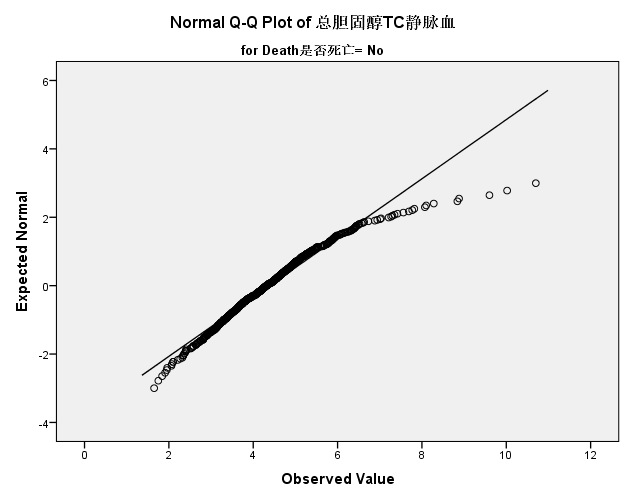 Normal Q-Q Plot of 总胆固醇TC静脉血
for Death是否死亡= No
6
4
2
0
-2
-4
Expected Normal
0 2 4 6 8 10 12
Observed Value